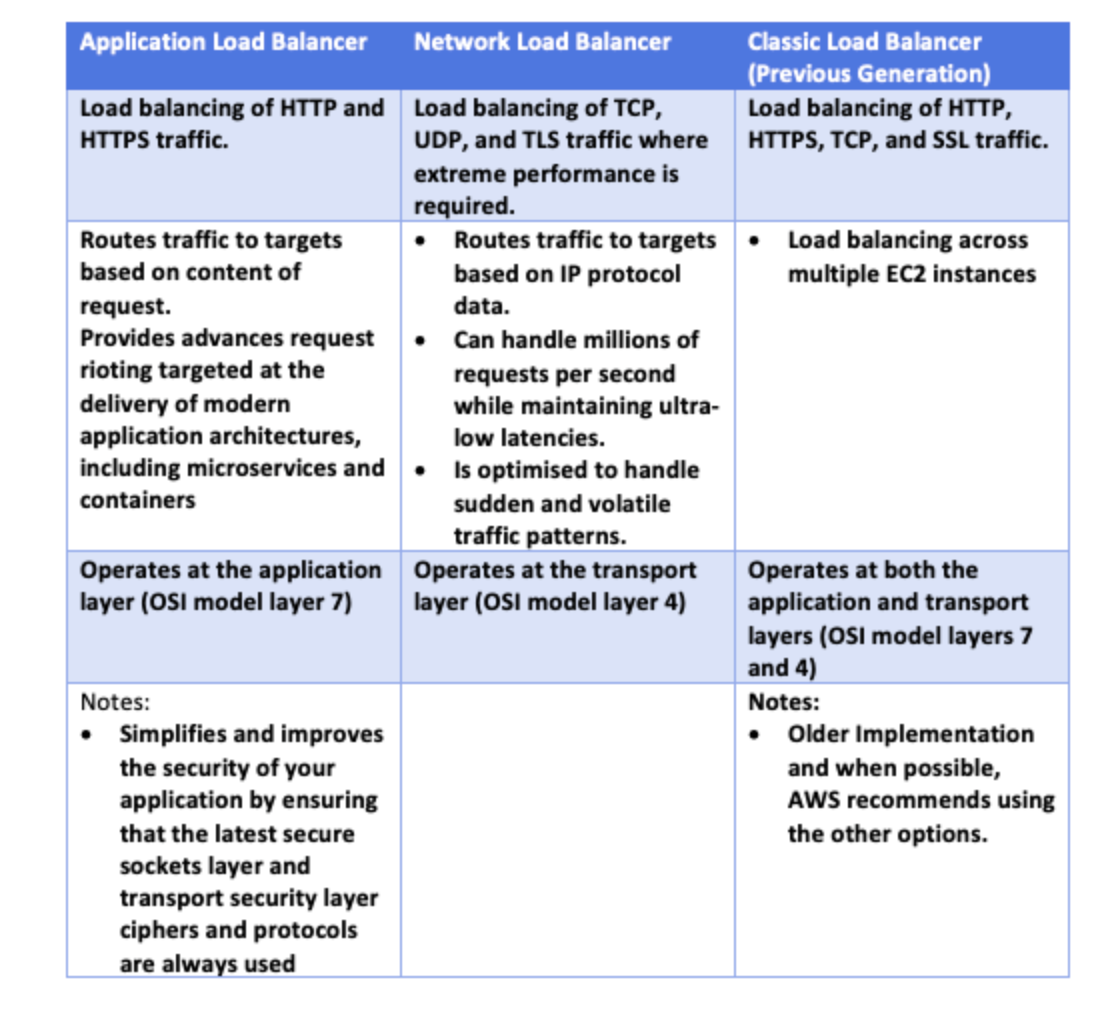 Application Load Balancer
Network Load Balancer
Classic Load Balancer
(Previous Generation)
Load balancing of HTTP and
HTTPS traffic.
Load balancing of TCP,
UDP, and TLS traffic where
extreme performance is
required.
Load balancing of HTTP,
HTTPS, TCP, and SSL traffic.
Routes traffic to targets
based on content of
request.
Provides advances request
rioting targeted at the
delivery of modern
application architectures,
including microservices and
containers
• Routes traffic to targets
based on IP protocol
data.
• Can handle millions of
requests per second
while maintaining ultra-
low latencies.
• Is optimised to handle
sudden and volatile
traffic patterns.
• Load balancing across
multiple EC2 instances
Operates at the application
layer (OSI model layer 7)
Operates at the transport
layer (OSI model layer 4)
Operates at both the
application and transport
layers (OSI model layers 7
and 4)
Notes:
• Simplifies and improves
the security of your
application by ensuring
that the latest secure
sockets layer and
transport security layer
ciphers and protocols
are always used
Notes:
• Older Implementation
and when possible,
AWS recommends using
the other options.